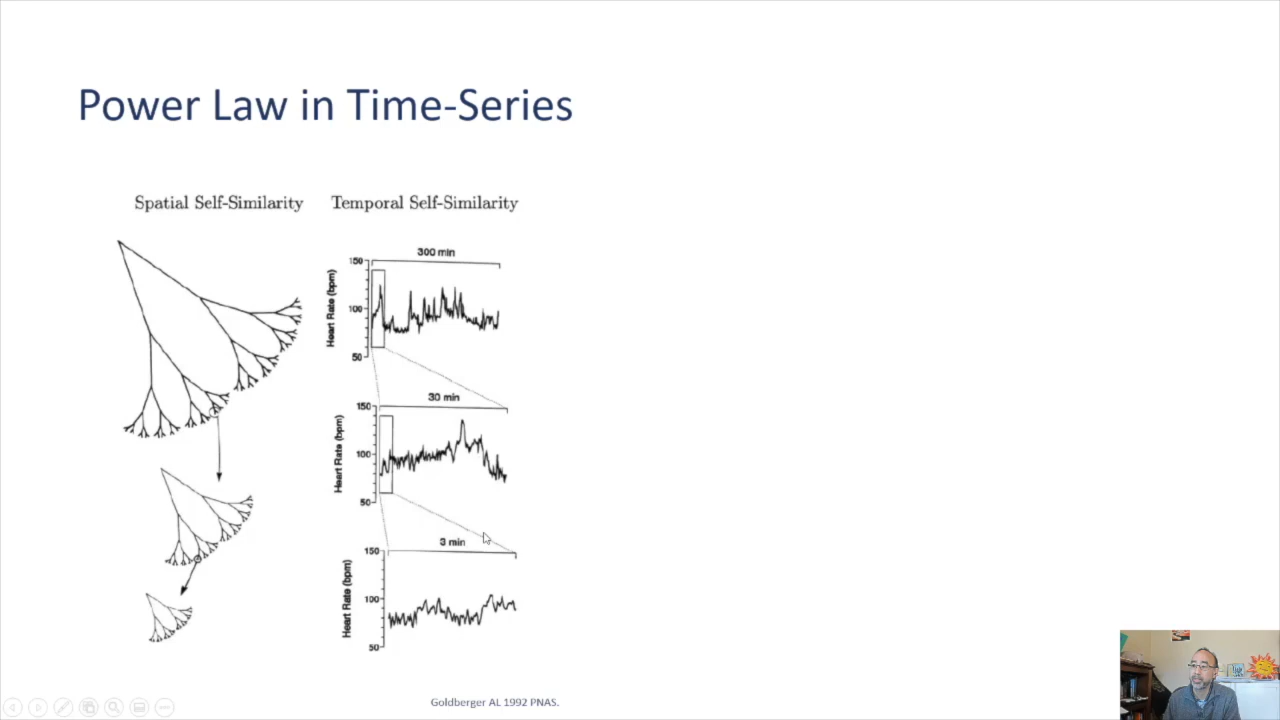 Power Law in Time-Series
Spatial Self-Similarity
Temporal Self-Similarity
300 min
150
100
50
Heart Rate (bpm)
30 min
150
100
50
Heart Rate (bpm)
3 min
150
100
50
Heart Rate (bpm)
Goldberger AL 1992 PNAS.